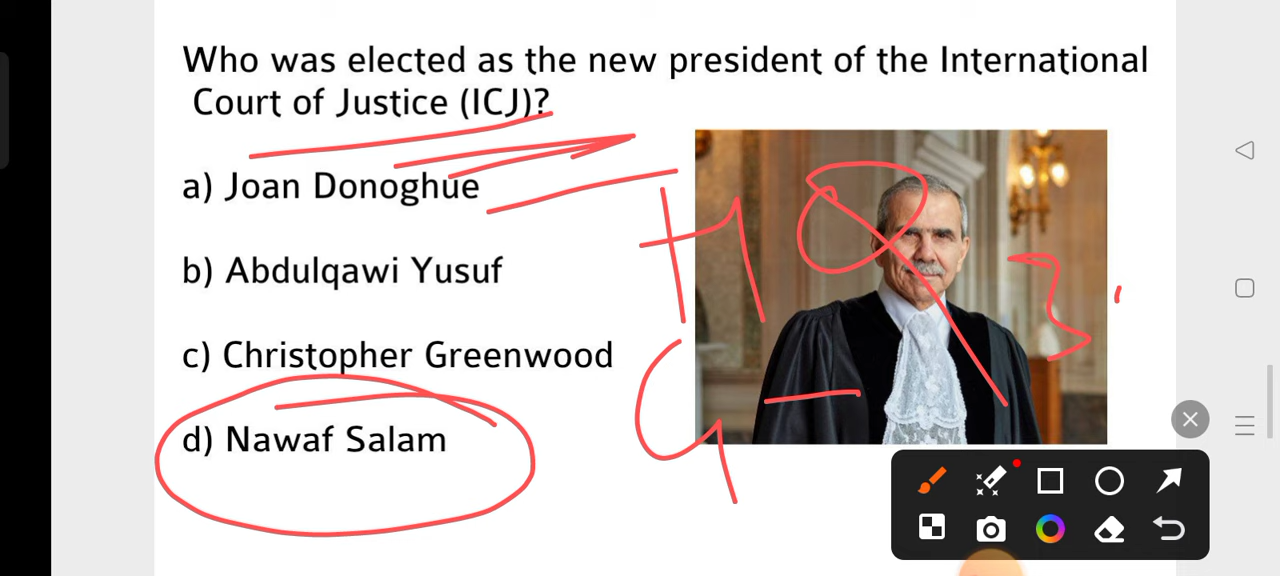 Who was elected as the new president of the International
Court of Justice (ICJ)?
a) Joan Donoghue
b) Abdulqawi Yusuf
c) Christopher Greenwood
d) Nawaf Salam